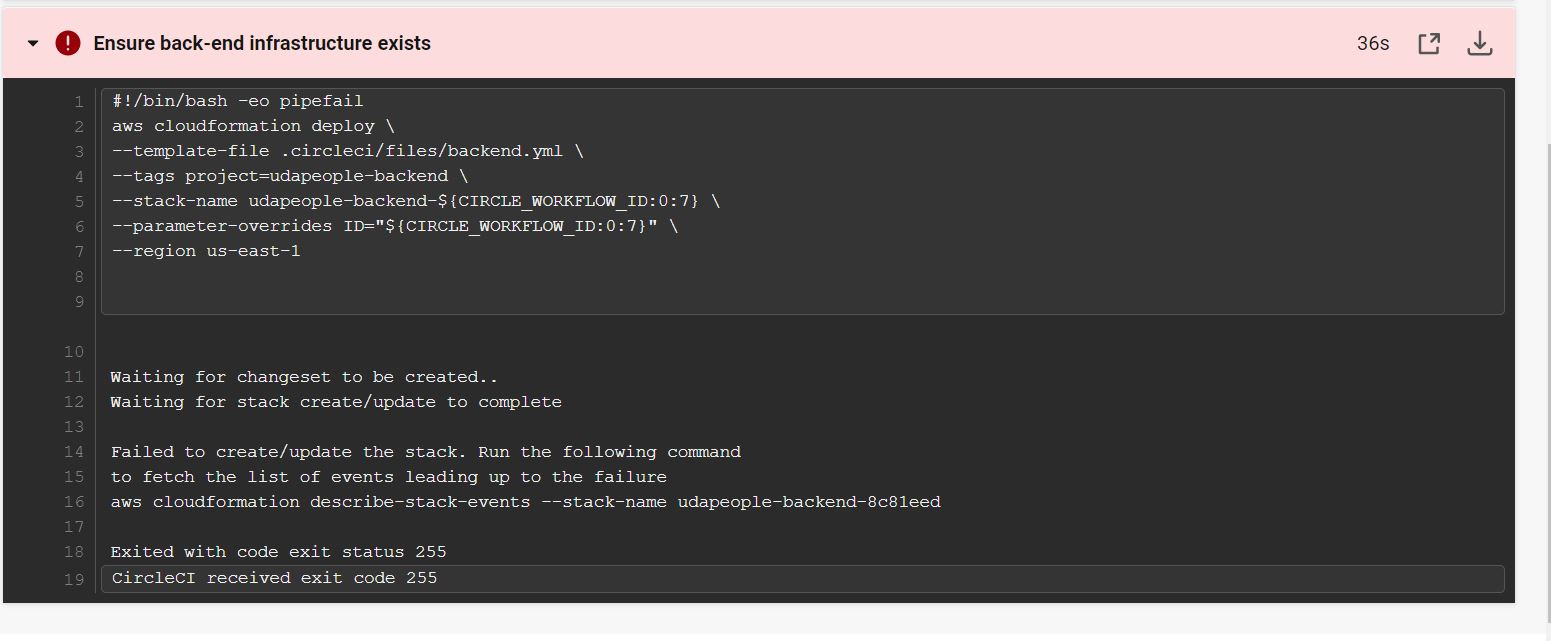 Ensure back-end infrastructure exists 36s
1 #!/bin/bash -eo pipefail
2 aws cloudformation deploy \
3 --template-file .circleci/files/backend.yml \
4 --tags project=udapeople-backend \
5 --stack-name udapeople-backend-${CIRCLE_WORKFLOW_ID:0:7} \
6 --parameter-overrides ID="${CIRCLE_WORKFLOW_ID:0:7}" \
7 --region us-east-1
8
9
10
11 Waiting for changeset to be created..
12 Waiting for stack create/update to complete
13
14 Failed to create/update the stack. Run the following command
15 to fetch the list of events leading up to the failure
16 aws cloudformation describe-stack-events --stack-name udapeople-backend-8c81eed
17
18 Exited with code exit status 255
19 CircleCI received exit code 255